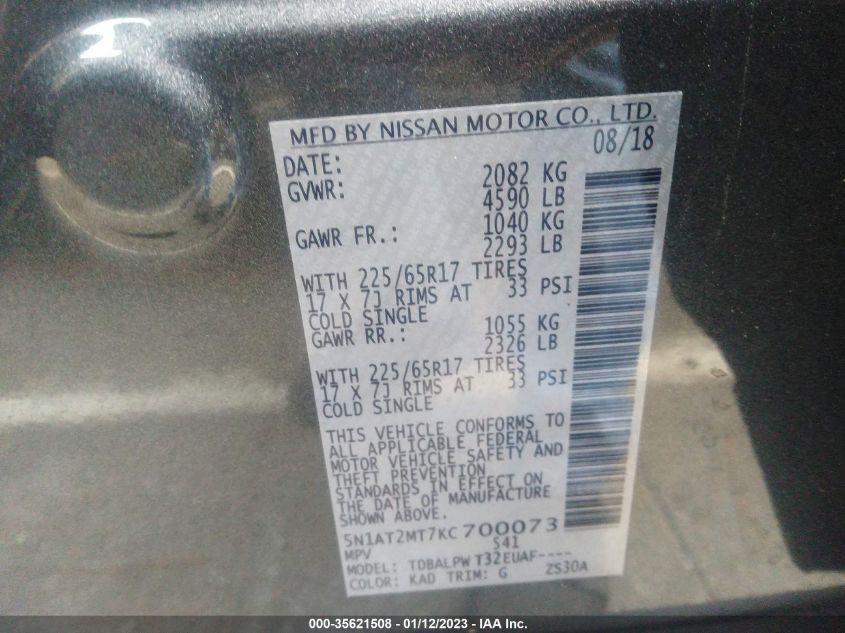 MFD BY NISSAN MOTOR CO., LTD.
DATE: 08/18
GVWR: 2082 KG
4590 LB
GAWR FR.: 1040 KG
2293 LB
WITH 225/65R17 TIRES
17 X 7J RIMS AT 33 PSI
COLD SINGLE
GAWR RR.: 1055 KG
2326 LB
WITH 225/65R17 TIRES
17 X 7J RIMS AT 33 PSI
COLD SINGLE
THIS VEHICLE CONFORMS TO
ALL APPLICABLE FEDERAL
MOTOR VEHICLE SAFETY AND
THEFT PREVENTION
STANDARDS IN EFFECT ON
THE DATE OF MANUFACTURE
SHOWN ABOVE.
5N1AT2MT7KC700073
MPV S41
MODEL: TDBALPW T32EUAF----
COLOR: KAD TRIM: G ZS30A
000-35621508 - 01/12/2023 - IAA Inc.